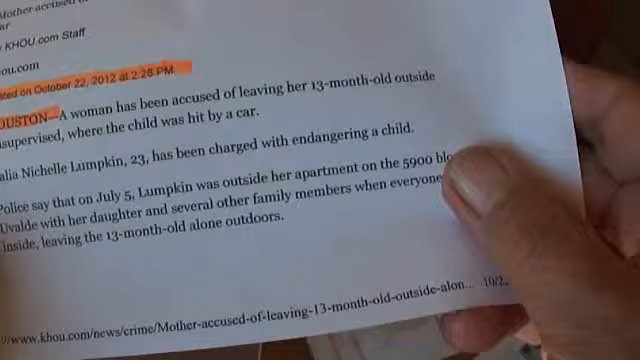 Mother accused o
ar
KHOU.com Staff
ou.com
ted on October 22, 2012 at 2:28 PM
OUSTON—A woman has been accused of leaving her 13-month-old outside
supervised, where the child was hit by a car.
alia Nichelle Lumpkin, 23, has been charged with endangering a child.
Police say that on July 5, Lumpkin was outside her apartment on the 5900 blo
Uvalde with her daughter and several other family members when everyone
inside, leaving the 13-month-old alone outdoors.
//www.khou.com/news/crime/Mother-accused-of-leaving-13-month-old-outside-alon... 10/2